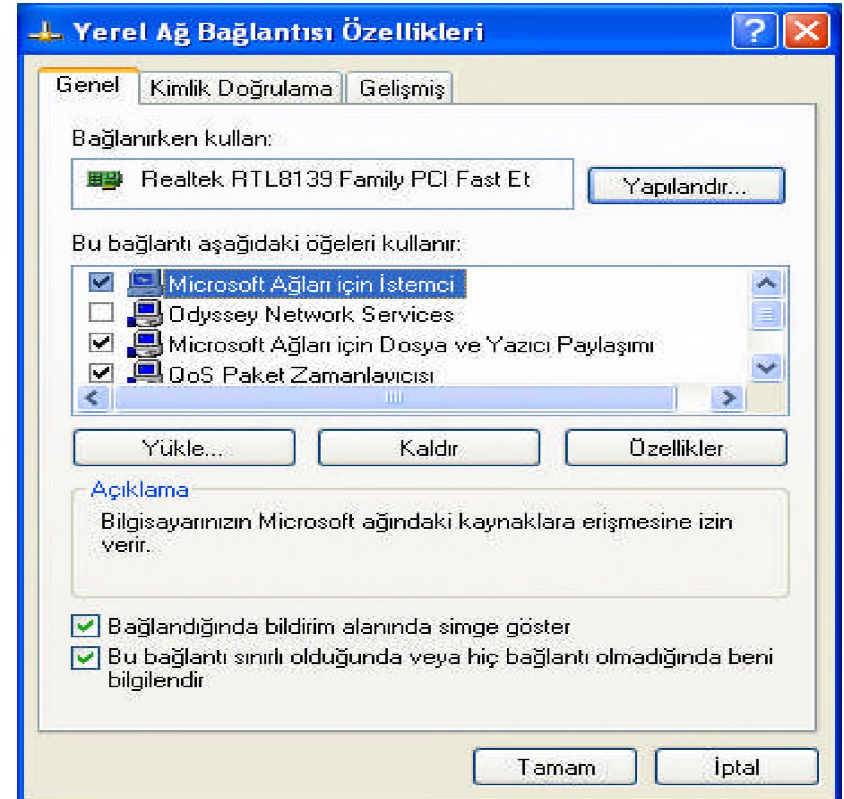 Yerel Ağ Bağlantısı Özellikleri
Genel Kimlik Doğrulama Gelişmiş
Bağlanırken kullan:
Realtek RTL8139 Family PCI Fast Et
Yapılandır...
Bu bağlantı aşağıdaki öğeleri kullanır:
Microsoft Ağları için İstemci
Odyssey Network Services
Microsoft Ağları için Dosya ve Yazıcı Paylaşımı
QoS Paket Zamanlayıcısı
Yükle... Kaldır Özellikler
Açıklama
Bilgisayarınızın Microsoft ağındaki kaynaklara erişmesine izin
verir.
Bağlandığında bildirim alanında simge göster
Bu bağlantı sınırlı olduğunda veya hiç bağlantı olmadığında beni
bilgilendir
Tamam İptal